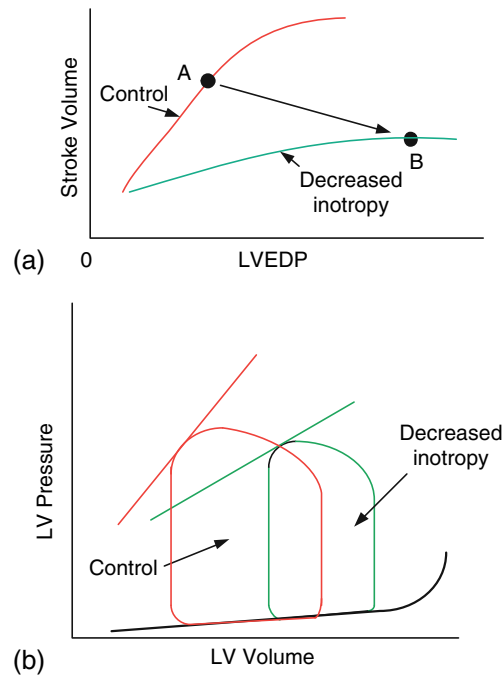 A
Control
Stroke Volume
B
Decreased
inotropy
(a)
0
LVEDP
Decreased
inotropy
LV Pressure
Control
(b)
LV Volume